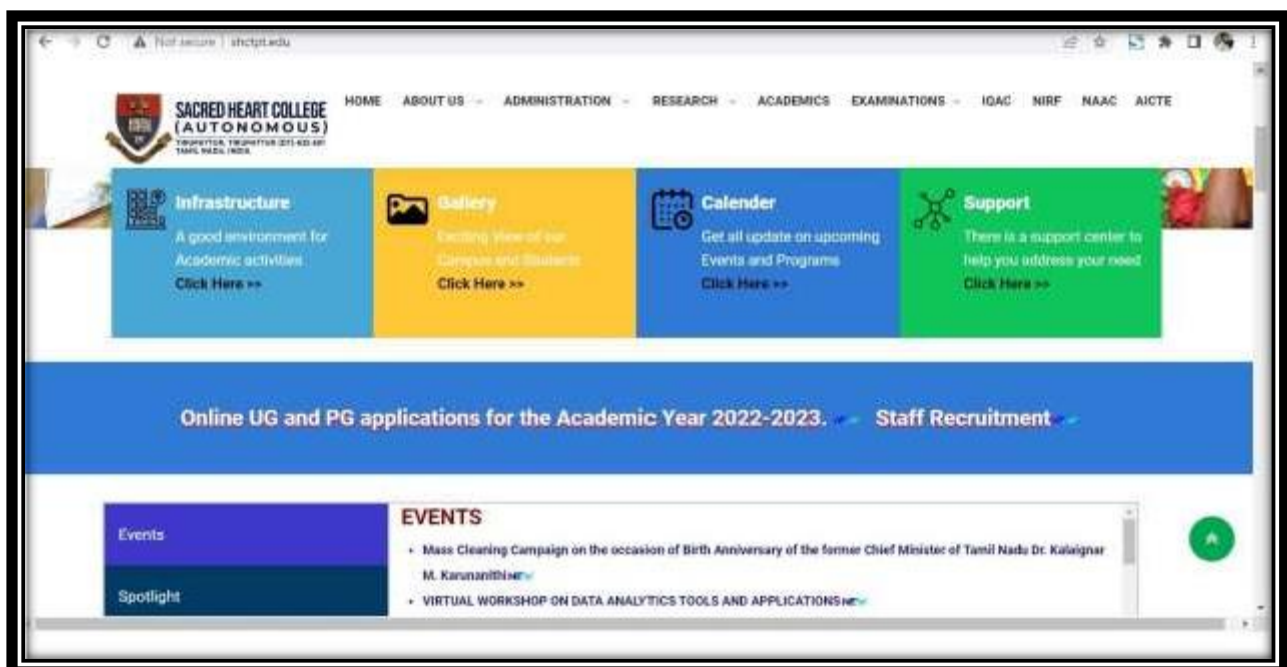 Not secure | shctpt.edu
SACRED HEART COLLEGE
(AUTONOMOUS)
TAMIL NADU, INDIA
HOME ABOUT US ADMINISTRATION RESEARCH ACADEMICS EXAMINATIONS IQAC NIRF NAAC AICTE
Infrastructure
A good environment for
Academic activities
Click Here >>
Gallery
Exciting View of our
Campus and Students
Click Here >>
Calender
Get all update on upcoming
Events and Programs
Click Here >>
Support
There is a support center to
help you address your need
Click Here >>
Online UG and PG applications for the Academic Year 2022-2023. Staff Recruitment
Events
Spotlight
EVENTS
• Mass Cleaning Campaign on the occasion of Birth Anniversary of the former Chief Minister of Tamil Nadu Dr. Kalaignar
M. Karunanithi
• VIRTUAL WORKSHOP ON DATA ANALYTICS TOOLS AND APPLICATIONS